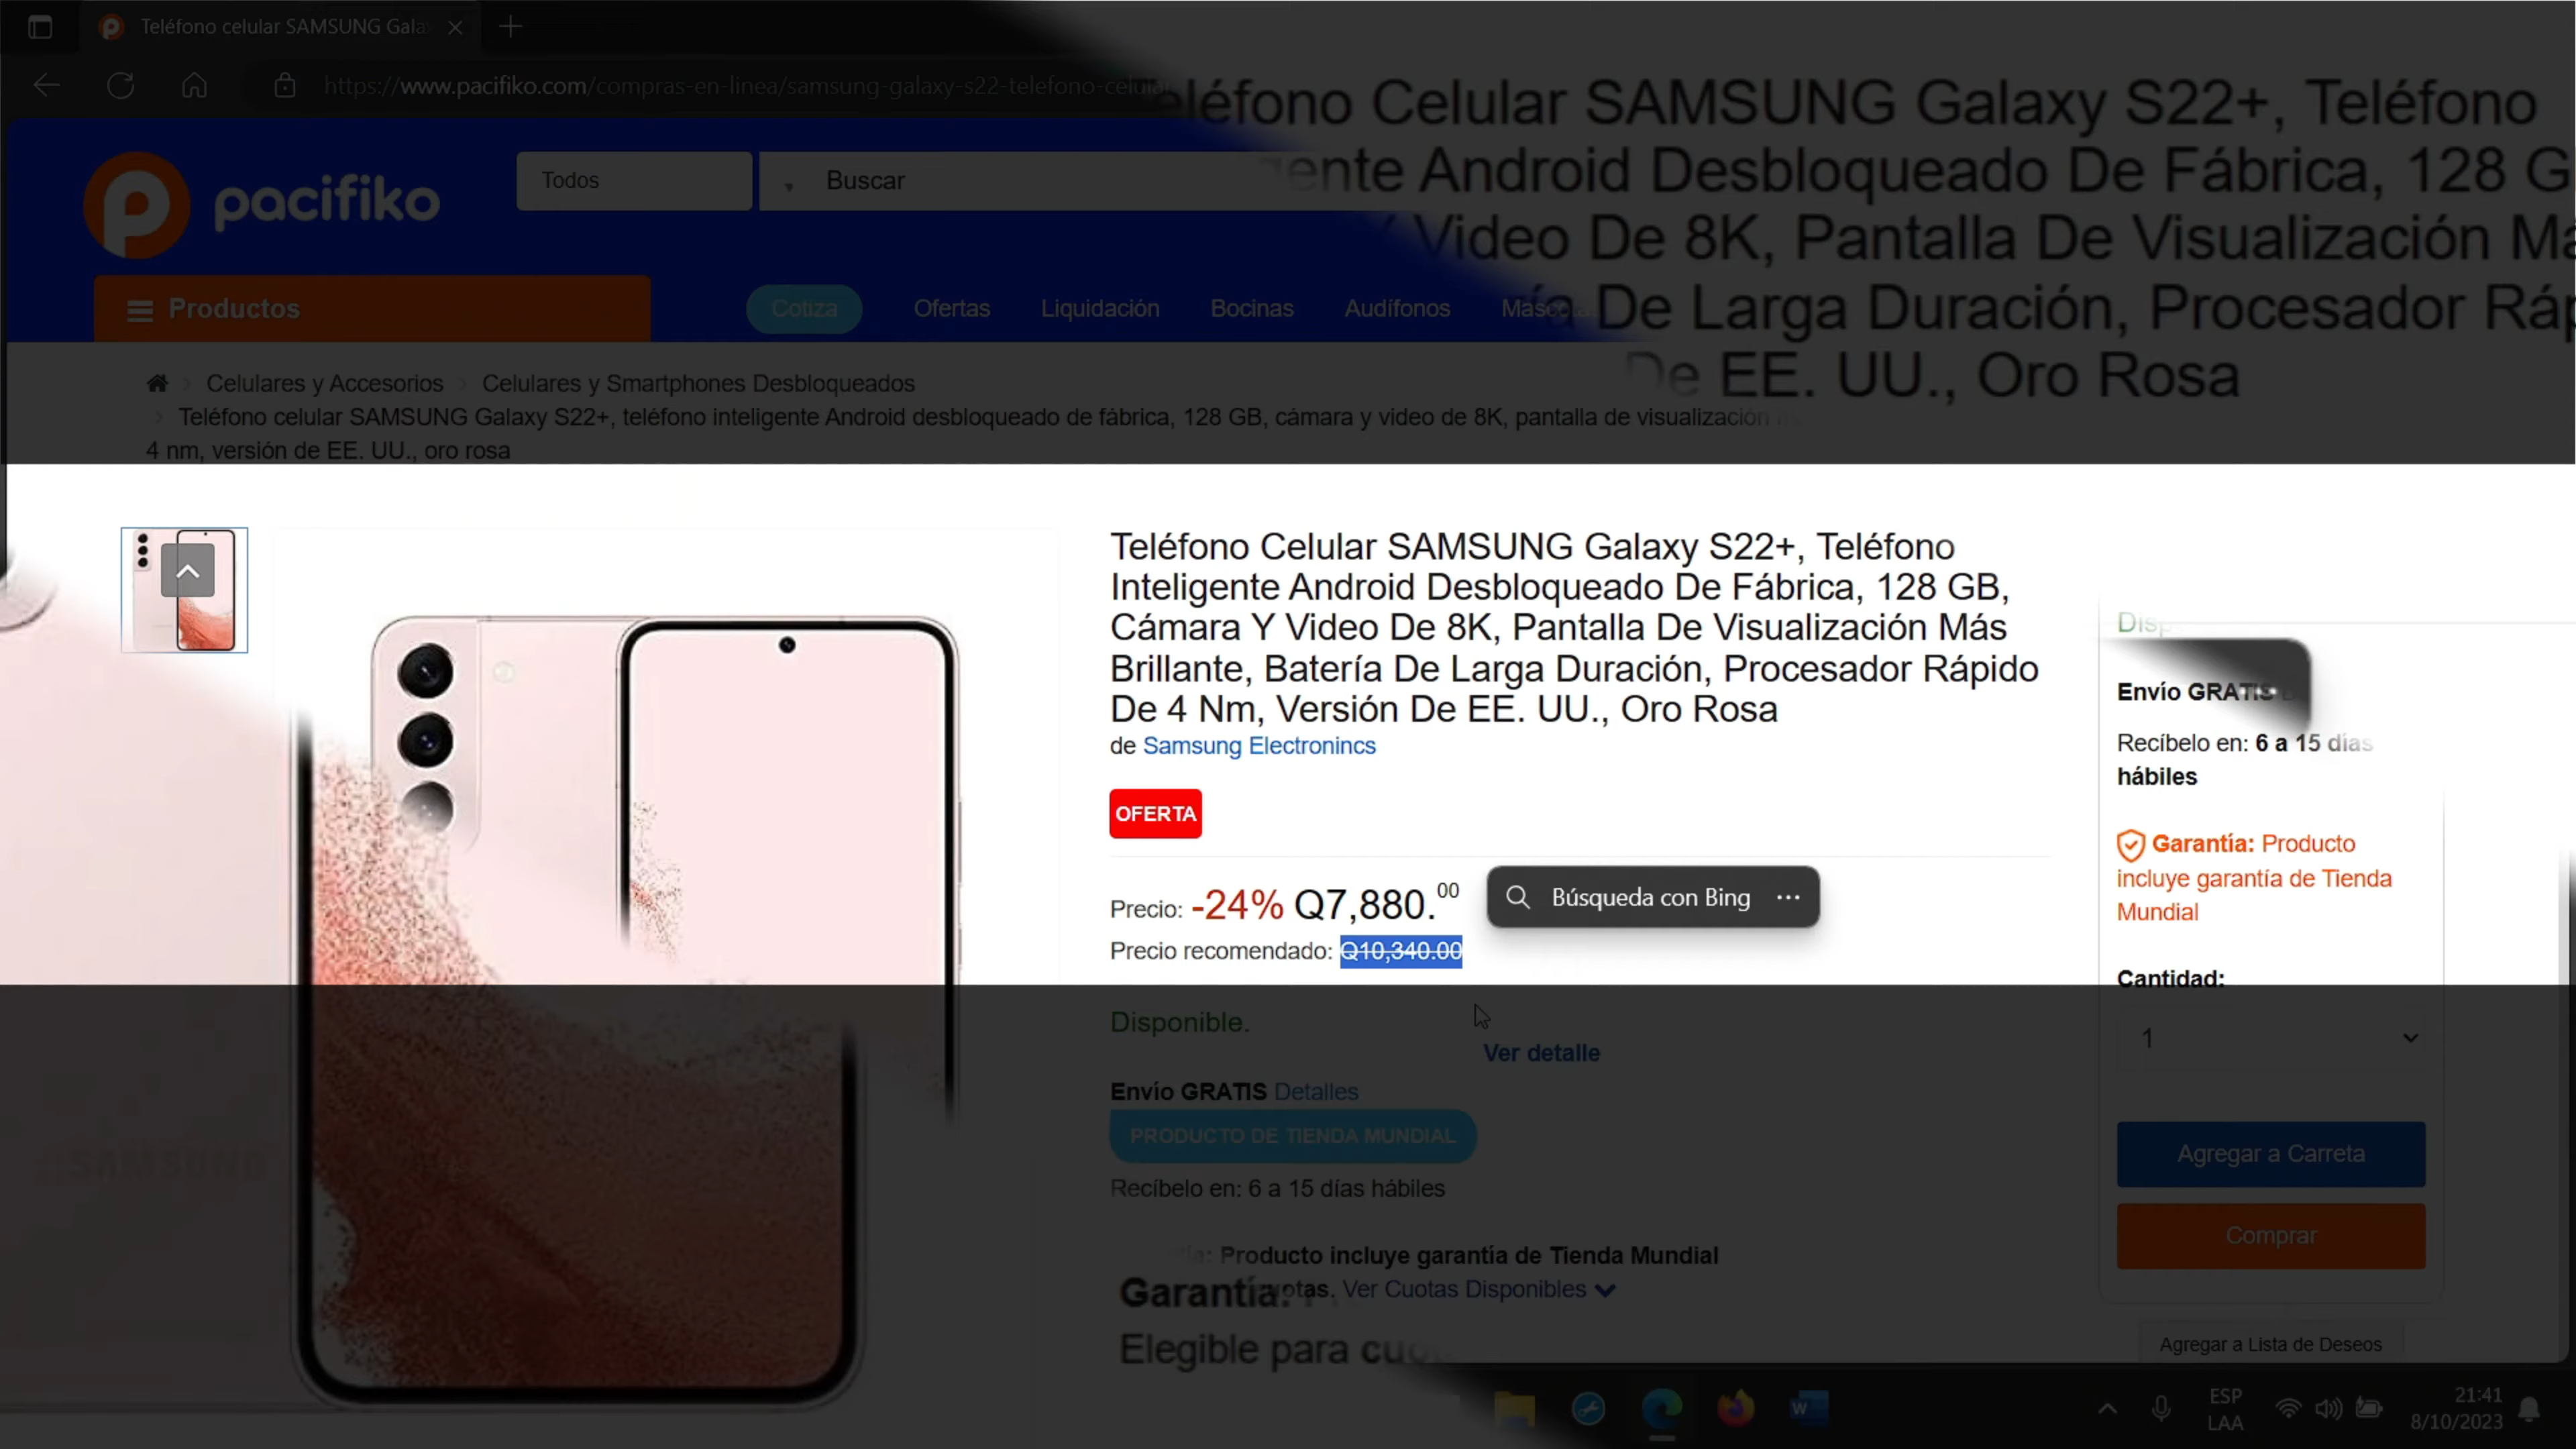 Teléfono celular SAMSUNG Gala
https://www.pacifiko.com/compras-en-linea/samsung-galaxy-s22-telefono-celular
Teléfono Celular SAMSUNG Galaxy S22+, Teléfono
Android Desbloqueado De Fábrica, 128 G
Video De 8K, Pantalla De Visualización Má
De Larga Duración, Procesador Ráp
De EE. UU., Oro Rosa
pacifiko
Todos
Buscar
Productos
Cotiza
Ofertas
Liquidación
Bocinas
Audífonos
Celulares y Accesorios
Celulares y Smartphones Desbloqueados
Teléfono celular SAMSUNG Galaxy S22+, teléfono inteligente Android desbloqueado de fábrica, 128 GB, cámara y video de 8K, pantalla de visualización
4 nm, versión de EE. UU., oro rosa
Teléfono Celular SAMSUNG Galaxy S22+, Teléfono
Inteligente Android Desbloqueado De Fábrica, 128 GB,
Cámara Y Video De 8K, Pantalla De Visualización Más
Brillante, Batería De Larga Duración, Procesador Rápido
De 4 Nm, Versión De EE. UU., Oro Rosa
de Samsung Electronincs
OFERTA
Precio: -24% Q7,880.00
Precio recomendado: Q10,340.00
Búsqueda con Bing
Disponible.
Ver detalle
Envío GRATIS Detalles
PRODUCTO DE TIENDA MUNDIAL
Recíbelo en: 6 a 15 días hábiles
Producto incluye garantía de Tienda Mundial
Ver Cuotas Disponibles
Garantía:
Elegible para
Envío GRATIS
Recíbelo en: 6 a 15 días
hábiles
Garantía: Producto
incluye garantía de Tienda
Mundial
Cantidad:
1
Agregar a Carreta
Comprar
Agregar a Lista de Deseos
SAMSUNG
ESP
LAA
21:41
8/10/2023